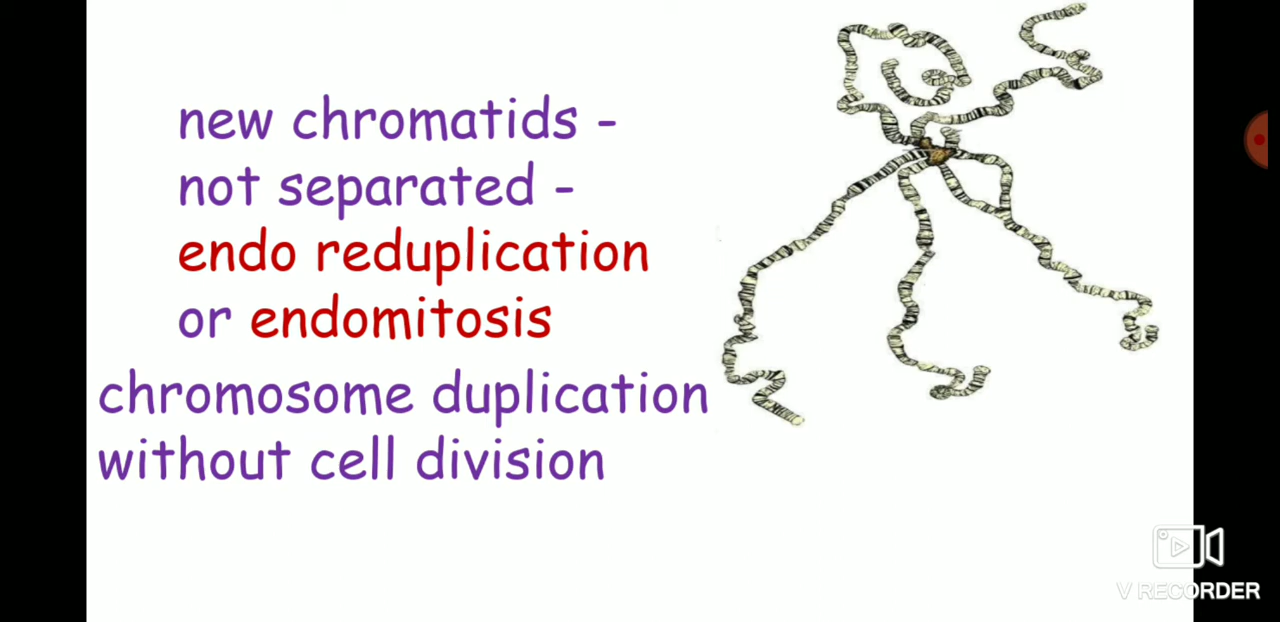 new chromatids -
not separated -
endo reduplication
or endomitosis
chromosome duplication
without cell division
V RECORDER